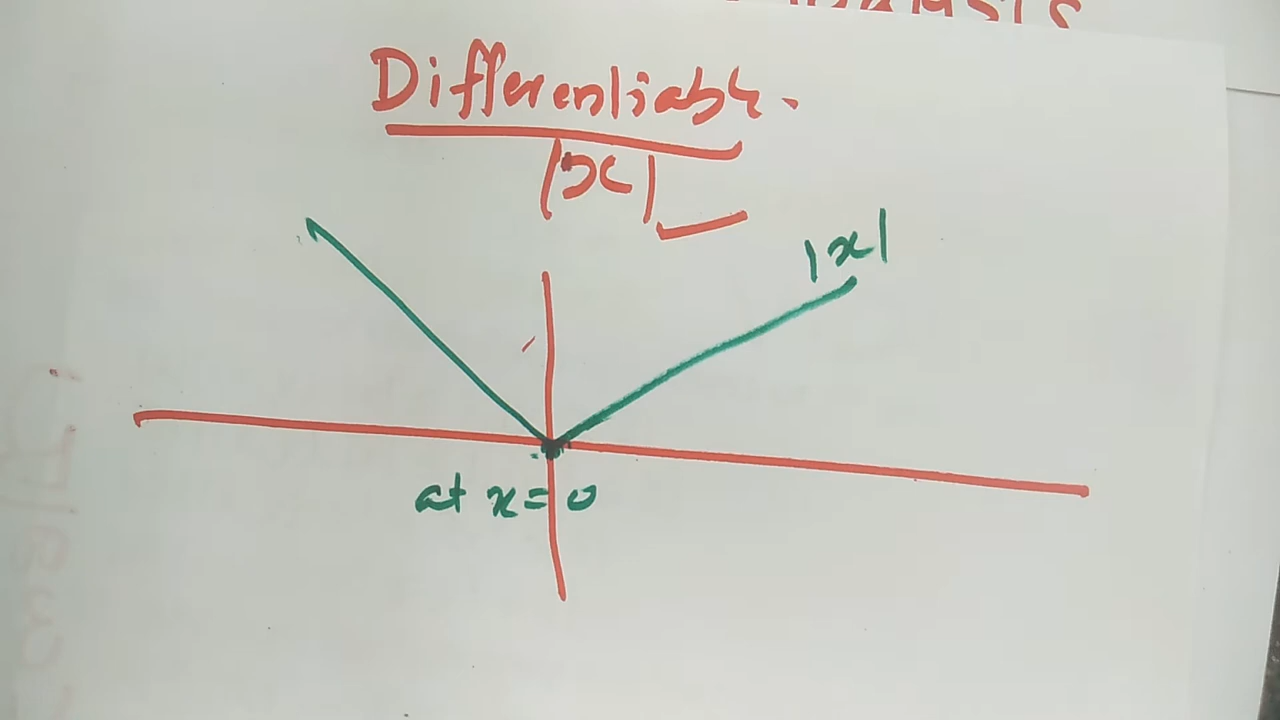 Differentiable.
|x|
|x|
at x = 0